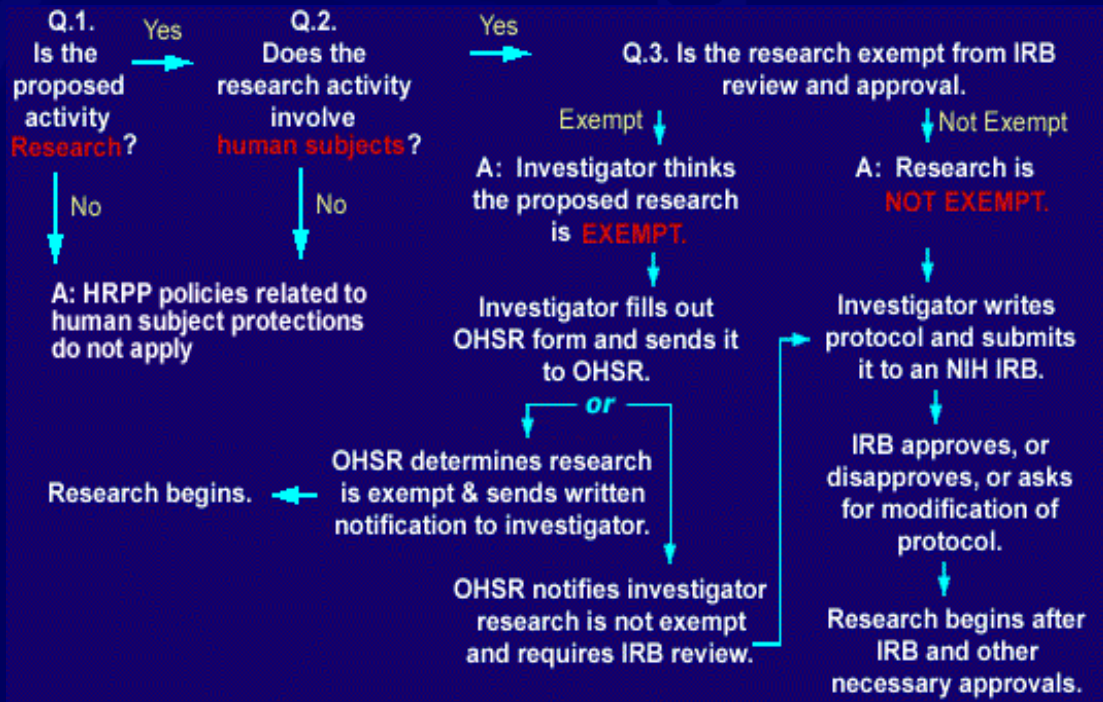 Q.1.
Is the
proposed
activity
Research?
Yes
Q.2.
Does the
research activity
involve
human subjects?
Yes
Q.3. Is the research exempt from IRB
review and approval.
No
No
A: HRPP policies related to
human subject protections
do not apply
Exempt
A: Investigator thinks
the proposed research
is EXEMPT.
Investigator fills out
OHSR form and sends it
to OHSR.
or
OHSR determines research
is exempt & sends written
notification to investigator.
Research begins.
OHSR notifies investigator
research is not exempt
and requires IRB review.
Not Exempt
A: Research is
NOT EXEMPT.
Investigator writes
protocol and submits
it to an NIH IRB.
IRB approves, or
disapproves, or asks
for modification of
protocol.
Research begins after
IRB and other
necessary approvals.